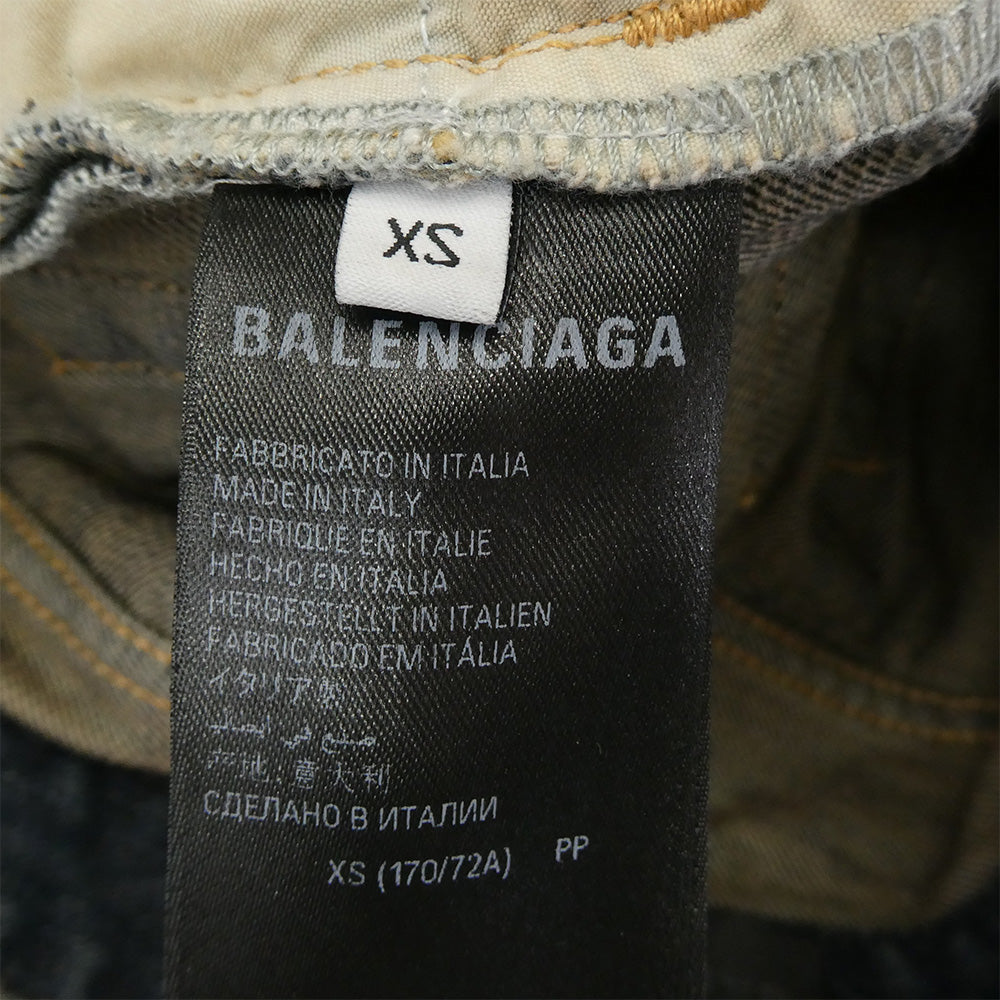 XS
BALENCIAGA
FABBRICATO IN ITALIA
MADE IN ITALY
FABRIQUE EN ITALIE
HECHO EN ITALIA
HERGESTELLT IN ITALIEN
FABRICADO EM ITÁLIA
イタリア製
产地 意大利
СДЕЛАНО В ИТАЛИИ
XS (170/72A) PP